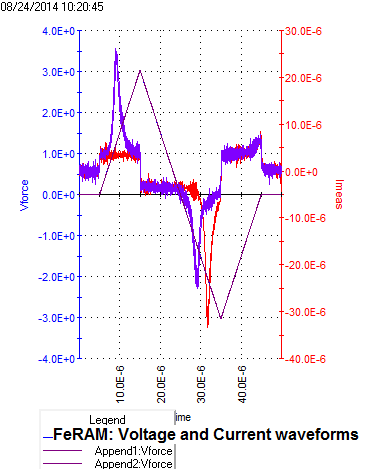 08/24/2014 10:20:45
4.0E+0
3.0E+0
2.0E+0
1.0E+0
0.0E+0
-1.0E+0
-2.0E+0
-3.0E+0
-4.0E+0
Vforce
30.0E-6
20.0E-6
10.0E-6
0.0E+0
-10.0E-6
-20.0E-6
-30.0E-6
-40.0E-6
Imeas
10.0E-6
20.0E-6
30.0E-6
40.0E-6
ime
Legend
FeRAM: Voltage and Current waveforms
Append1:Vforce
Append2:Vforce